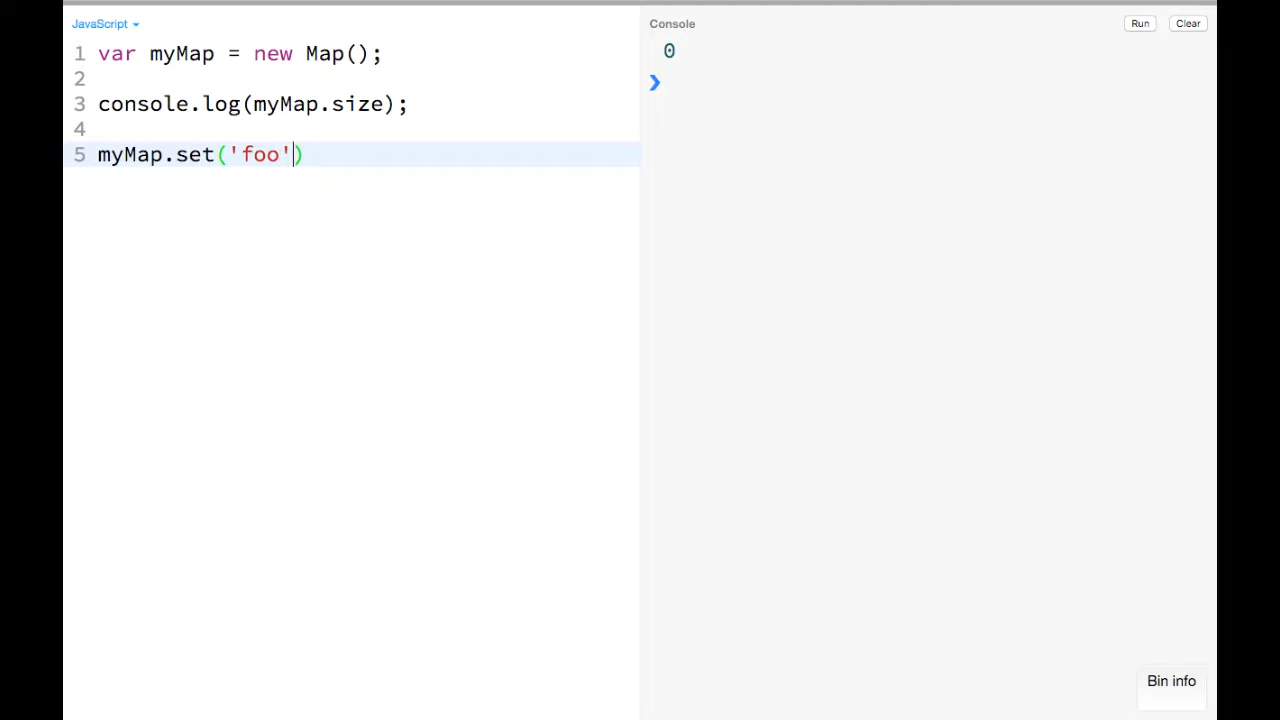 JavaScript
1 var myMap = new Map();
2
3 console.log(myMap.size);
4
5 myMap.set('foo')
Console
Run
Clear
0
❯
Bin info